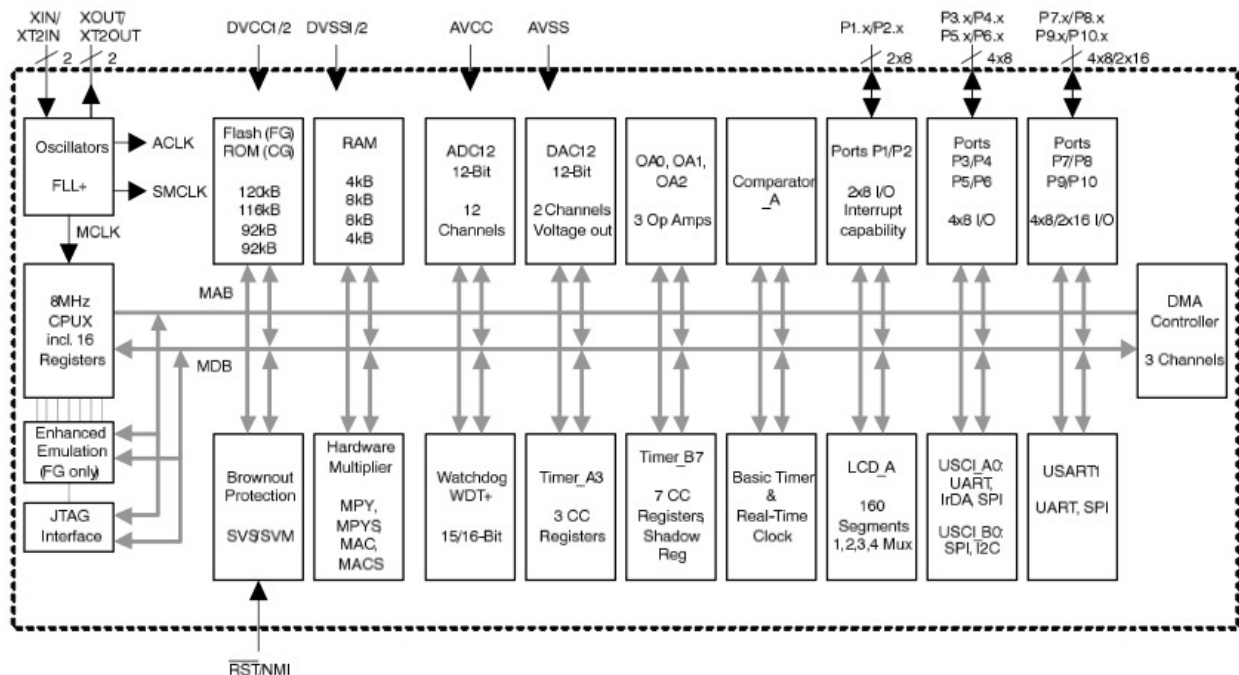 XIN/
XT2IN
XOUT/
XT2OUT
2
2
DVCC1/2
DVSS1/2
AVCC
AVSS
P1.x/P2.x
2x8
P3.x/P4.x
P5.x/P6.x
4x8
P7.x/P8.x
P9.x/P10.x
4x8/2x16
Oscillators
FLL+
ACLK
SMCLK
MCLK
Flash (FG)
ROM (CG)
120kB
116kB
92kB
92kB
RAM
4kB
8kB
8kB
4kB
ADC12
12-Bit
12
Channels
DAC12
12-Bit
2 Channels
Voltage out
OA0, OA1,
OA2
3 Op Amps
Comparator
_A
Ports P1/P2
2x8 I/O
Interrupt
capability
Ports
P3/P4
P5/P6
4x8 I/O
Ports
P7/P8
P9/P10
4x8/2x16 I/O
8MHz
CPUX
incl. 16
Registers
MAB
MDB
DMA
Controller
3 Channels
Enhanced
Emulation
(FG only)
JTAG
Interface
Brownout
Protection
SVS/SVM
Hardware
Multiplier
MPY,
MPYS,
MAC,
MACS
Watchdog
WDT+
15/16-Bit
Timer_A3
3 CC
Registers
Timer_B7
7 CC
Registers,
Shadow
Reg
Basic Timer
&
Real-Time
Clock
LCD_A
160
Segments
1,2,3,4 Mux
USCI_A0:
UART,
IrDA, SPI
USCI_B0:
SPI, I2C
USART1
UART, SPI
RST/NMI